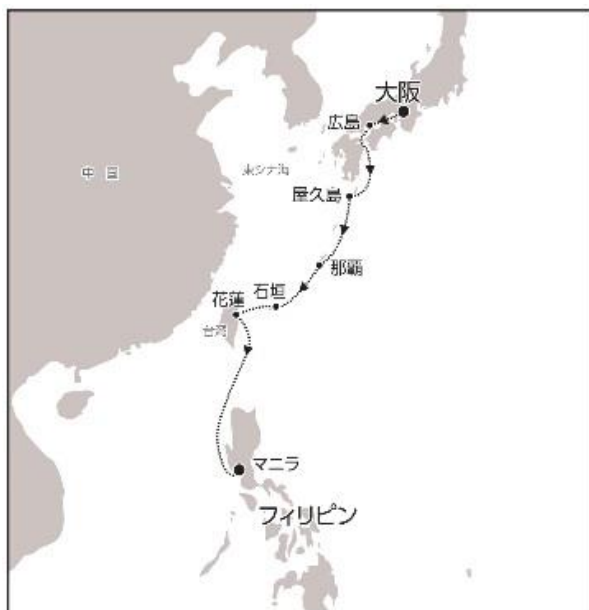 大阪
広島
中国
東シナ海
屋久島
那覇
石垣
花蓮
台湾
マニラ
フィリピン